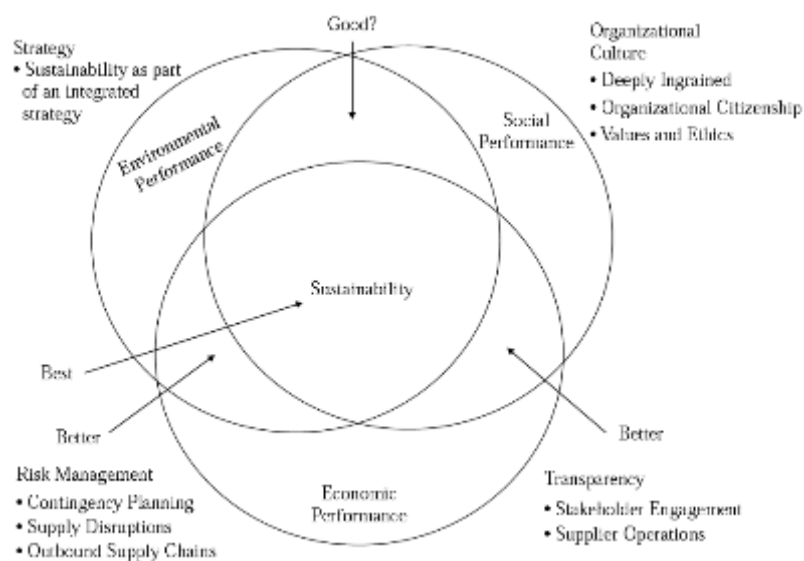 Good?
Strategy
• Sustainability as part
of an integrated
strategy
Organizational
Culture
• Deeply Ingrained
• Organizational Citizenship
• Values and Ethics
Environmental
Performance
Social
Performance
Sustainability
Best
Better
Better
Risk Management
• Contingency Planning
• Supply Disruptions
• Outbound Supply Chains
Economic
Performance
Transparency
• Stakeholder Engagement
• Supplier Operations